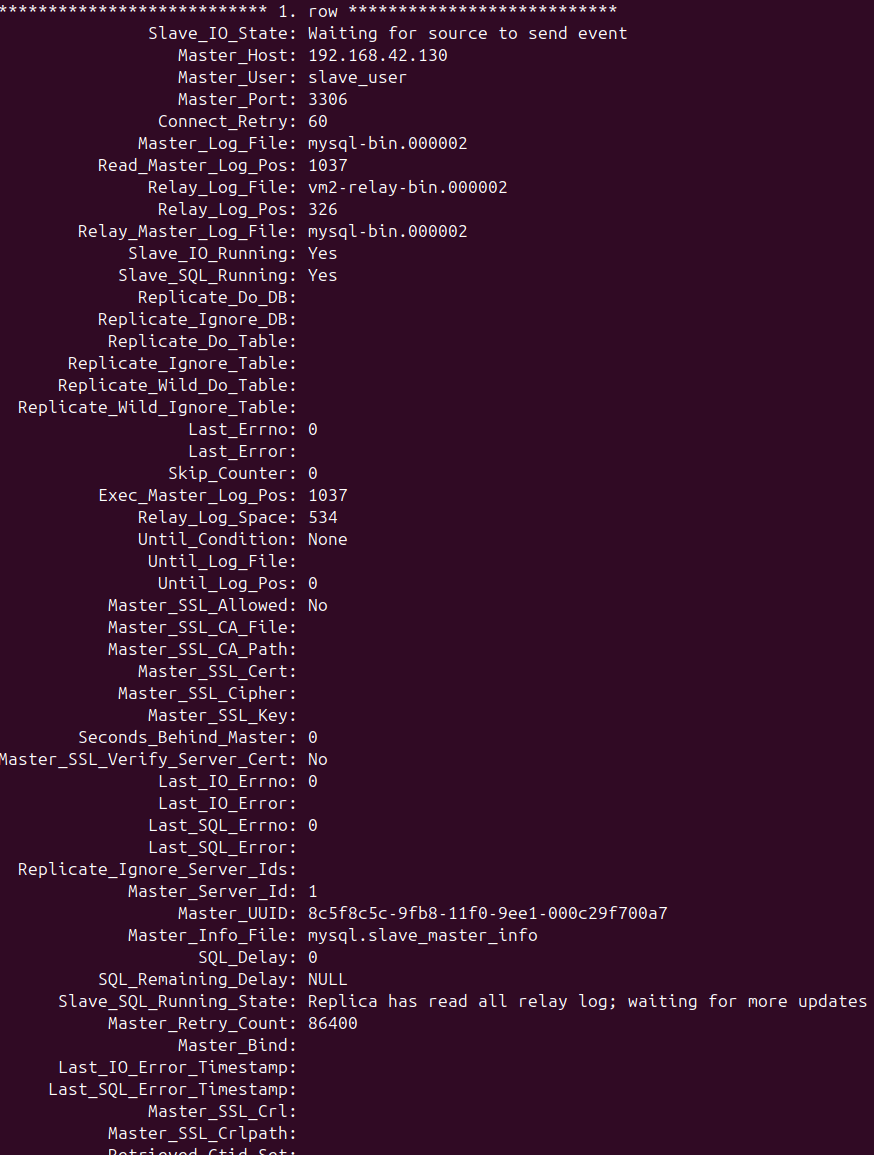 *************************** 1. row ***************************
Slave_IO_State: Waiting for source to send event
Master_Host: 192.168.42.130
Master_User: slave_user
Master_Port: 3306
Connect_Retry: 60
Master_Log_File: mysql-bin.000002
Read_Master_Log_Pos: 1037
Relay_Log_File: vm2-relay-bin.000002
Relay_Log_Pos: 326
Relay_Master_Log_File: mysql-bin.000002
Slave_IO_Running: Yes
Slave_SQL_Running: Yes
Replicate_Do_DB:
Replicate_Ignore_DB:
Replicate_Do_Table:
Replicate_Ignore_Table:
Replicate_Wild_Do_Table:
Replicate_Wild_Ignore_Table:
Last_Errno: 0
Last_Error:
Skip_Counter: 0
Exec_Master_Log_Pos: 1037
Relay_Log_Space: 534
Until_Condition: None
Until_Log_File:
Until_Log_Pos: 0
Master_SSL_Allowed: No
Master_SSL_CA_File:
Master_SSL_CA_Path:
Master_SSL_Cert:
Master_SSL_Cipher:
Master_SSL_Key:
Seconds_Behind_Master: 0
Master_SSL_Verify_Server_Cert: No
Last_IO_Errno: 0
Last_IO_Error:
Last_SQL_Errno: 0
Last_SQL_Error:
Replicate_Ignore_Server_Ids:
Master_Server_Id: 1
Master_UUID: 8c5f8c5c-9fb8-11f0-9ee1-000c29f700a7
Master_Info_File: mysql.slave_master_info
SQL_Delay: 0
SQL_Remaining_Delay: NULL
Slave_SQL_Running_State: Replica has read all relay log; waiting for more updates
Master_Retry_Count: 86400
Master_Bind:
Last_IO_Error_Timestamp:
Last_SQL_Error_Timestamp:
Master_SSL_Crl:
Master_SSL_Crlpath:
Retrieved_Gtid_Set: